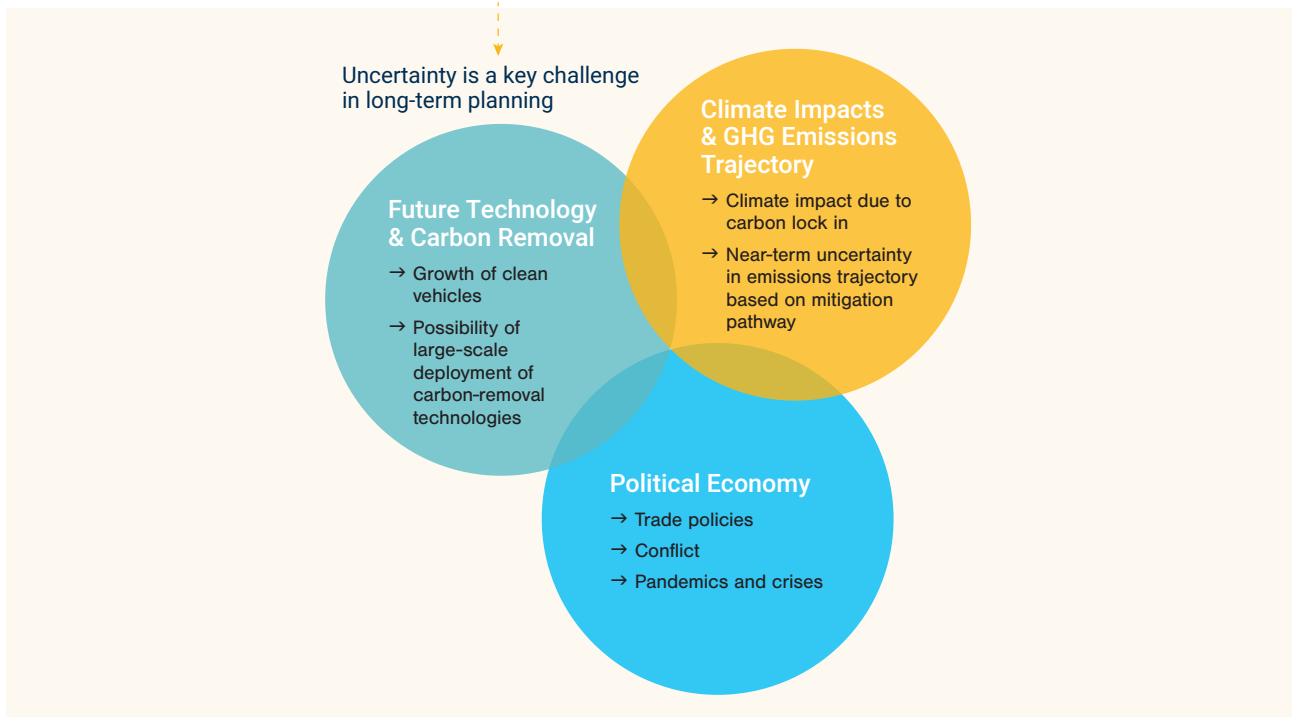 Uncertainty is a key challenge
in long-term planning
Future Technology
& Carbon Removal
→ Growth of clean
vehicles
→ Possibility of
large-scale
deployment of
carbon-removal
technologies
Climate Impacts
& GHG Emissions
Trajectory
→ Climate impact due to
carbon lock in
→ Near-term uncertainty
in emissions trajectory
based on mitigation
pathway
Political Economy
→ Trade policies
→ Conflict
→ Pandemics and crises